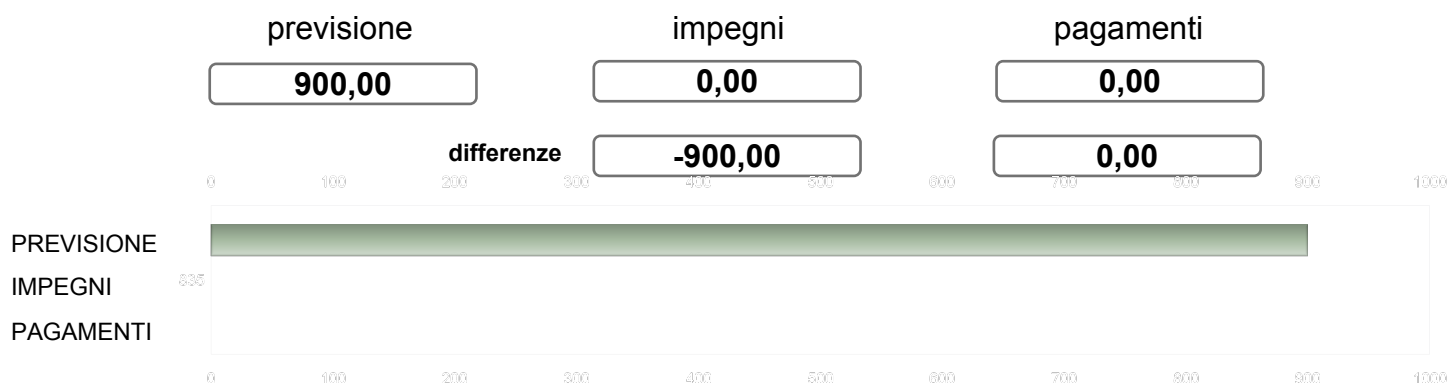 previsione impegni pagamenti
900,00 0,00 0,00
differenze -900,00 0,00
0 100 200 300 400 500 600 700 800 900 1000
PREVISIONE
IMPEGNI 835
PAGAMENTI
0 100 200 300 400 500 600 700 800 900 1000